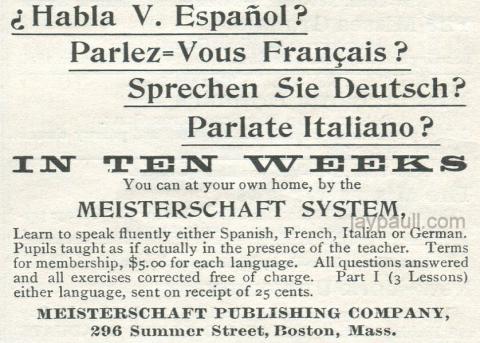 ¿Habla V. Español?
Parlez=Vous Français?
Sprechen Sie Deutsch?
Parlate Italiano?
IN TEN WEEKS
You can at your own home, by the
jaypaull.com
MEISTERSCHAFT SYSTEM,
Learn to speak fluently either Spanish, French, Italian or German.
Pupils taught as if actually in the presence of the teacher. Terms
for membership, $5.00 for each language. All questions answered
and all exercises corrected free of charge. Part I (3 Lessons)
either language, sent on receipt of 25 cents.
MEISTERSCHAFT PUBLISHING COMPANY,
296 Summer Street, Boston, Mass.